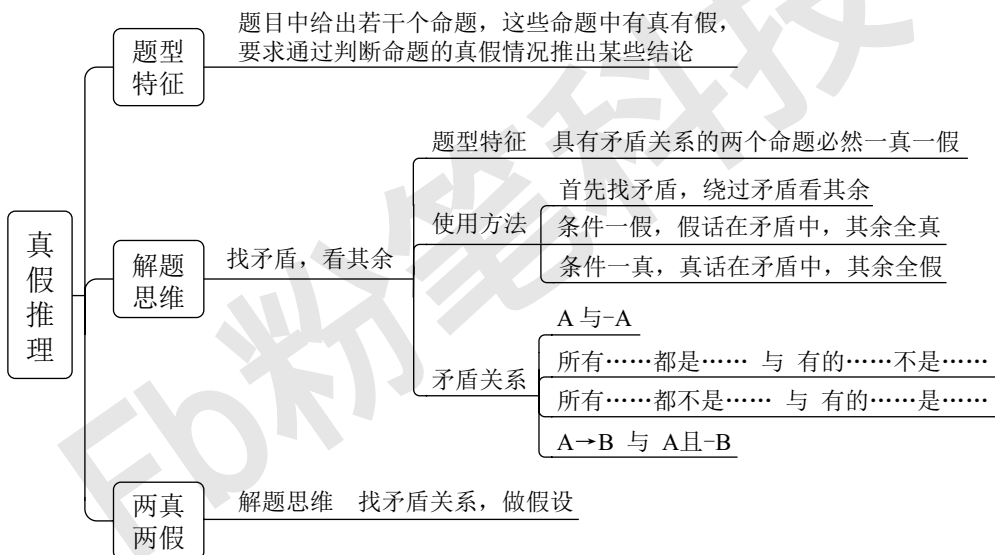 真假推理
题型
特征
题目中给出若干个命题，这些命题中有真有假，
要求通过判断命题的真假情况推出某些结论
解题
思维
找矛盾，看其余
题型特征 具有矛盾关系的两个命题必然一真一假
使用方法
首先找矛盾，绕过矛盾看其余
条件一假，假话在矛盾中，其余全真
条件一真，真话在矛盾中，其余全假
矛盾关系
A 与-A
所有……都是…… 与 有的……不是……
所有……都不是…… 与 有的……是……
A→B 与 A且-B
两真
两假
解题思维 找矛盾关系，做假设
Fb粉笔科技